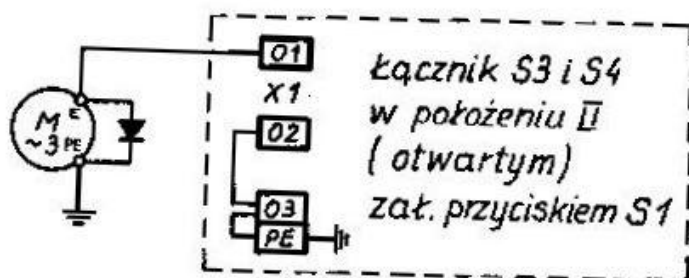 01
X1
02
03
PE
E
M
~3 PE
Łącznik S3 i S4
w położeniu II
( otwartym)
zał. przyciskiem S1